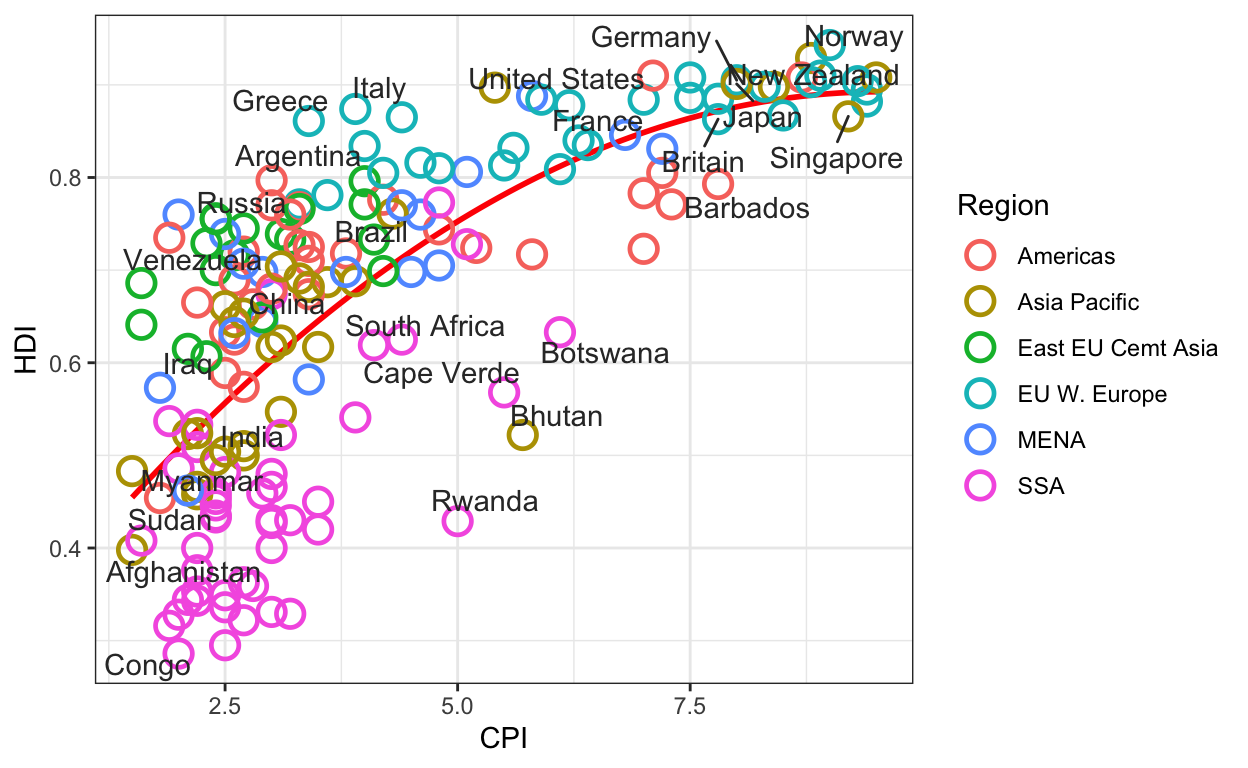 Germany
Norway
United States
New Zealand
Italy
Greece
France
Japan
Argentina
Britain
Singapore
0.8
Russia
Barbados
Brazil
Venezuela
China
South Africa
Botswana
0.6
Iraq
Cape Verde
Bhutan
India
Myanmar
Rwanda
Sudan
0.4
Afghanistan
Congo
HDI
2.5
5.0
7.5
CPI
Region
Americas
Asia Pacific
East EU Cemt Asia
EU W. Europe
MENA
SSA